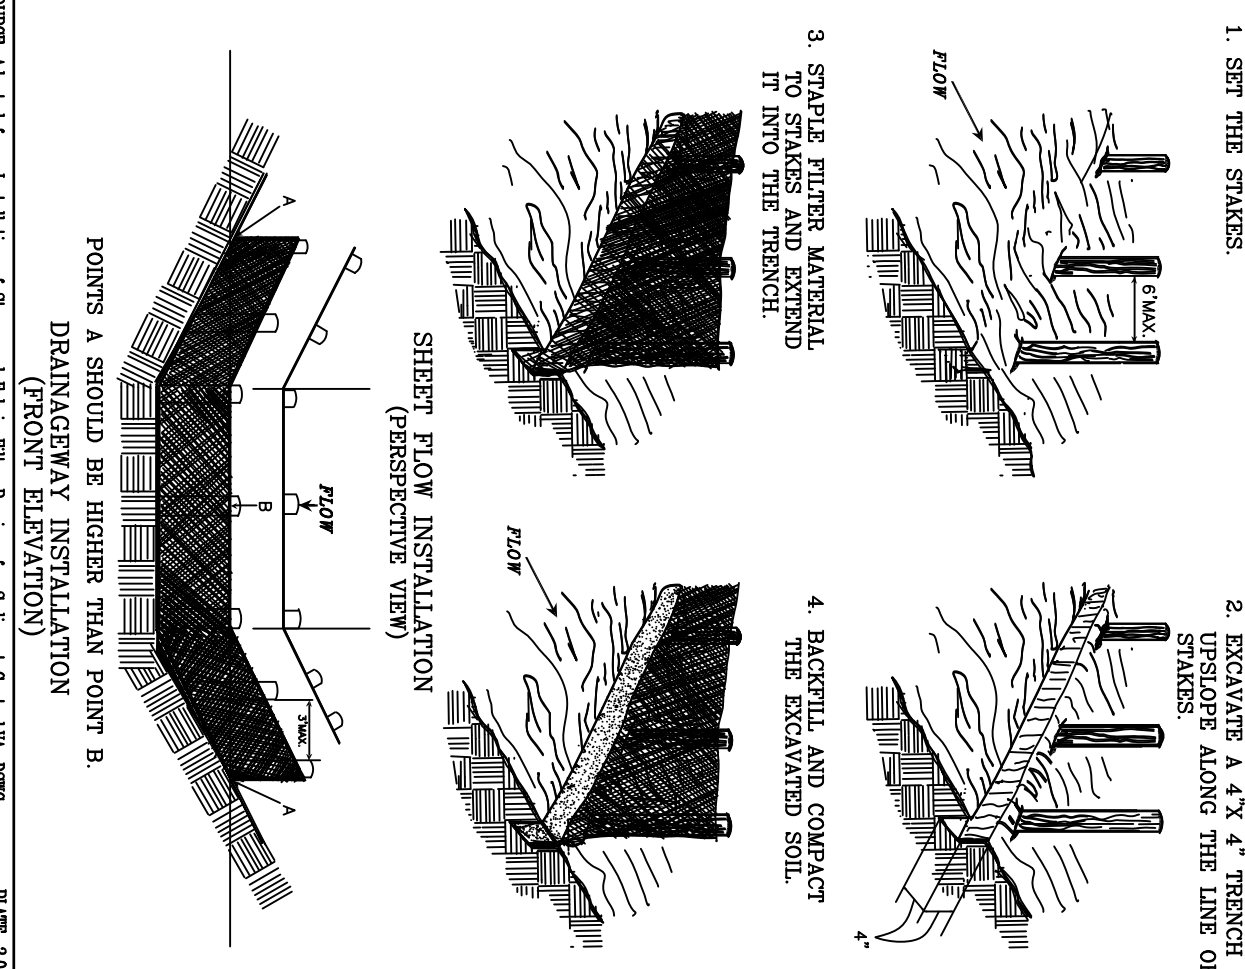 1. SET THE STAKES.
6'MAX.
FLOW
2. EXCAVATE A 4"X 4" TRENCH
UPSLOPE ALONG THE LINE
STAKES.
4"
3. STAPLE FILTER MATERIAL
TO STAKES AND EXTEND
IT INTO THE TRENCH.
4. BACKFILL AND COMPACT
THE EXCAVATED SOIL.
FLOW
SHEET FLOW INSTALLATION
(PERSPECTIVE VIEW)
FLOW
B
A
3'MAX.
A
POINTS A SHOULD BE HIGHER THAN POINT B.
DRAINAGEWAY INSTALLATION
(FRONT ELEVATION)